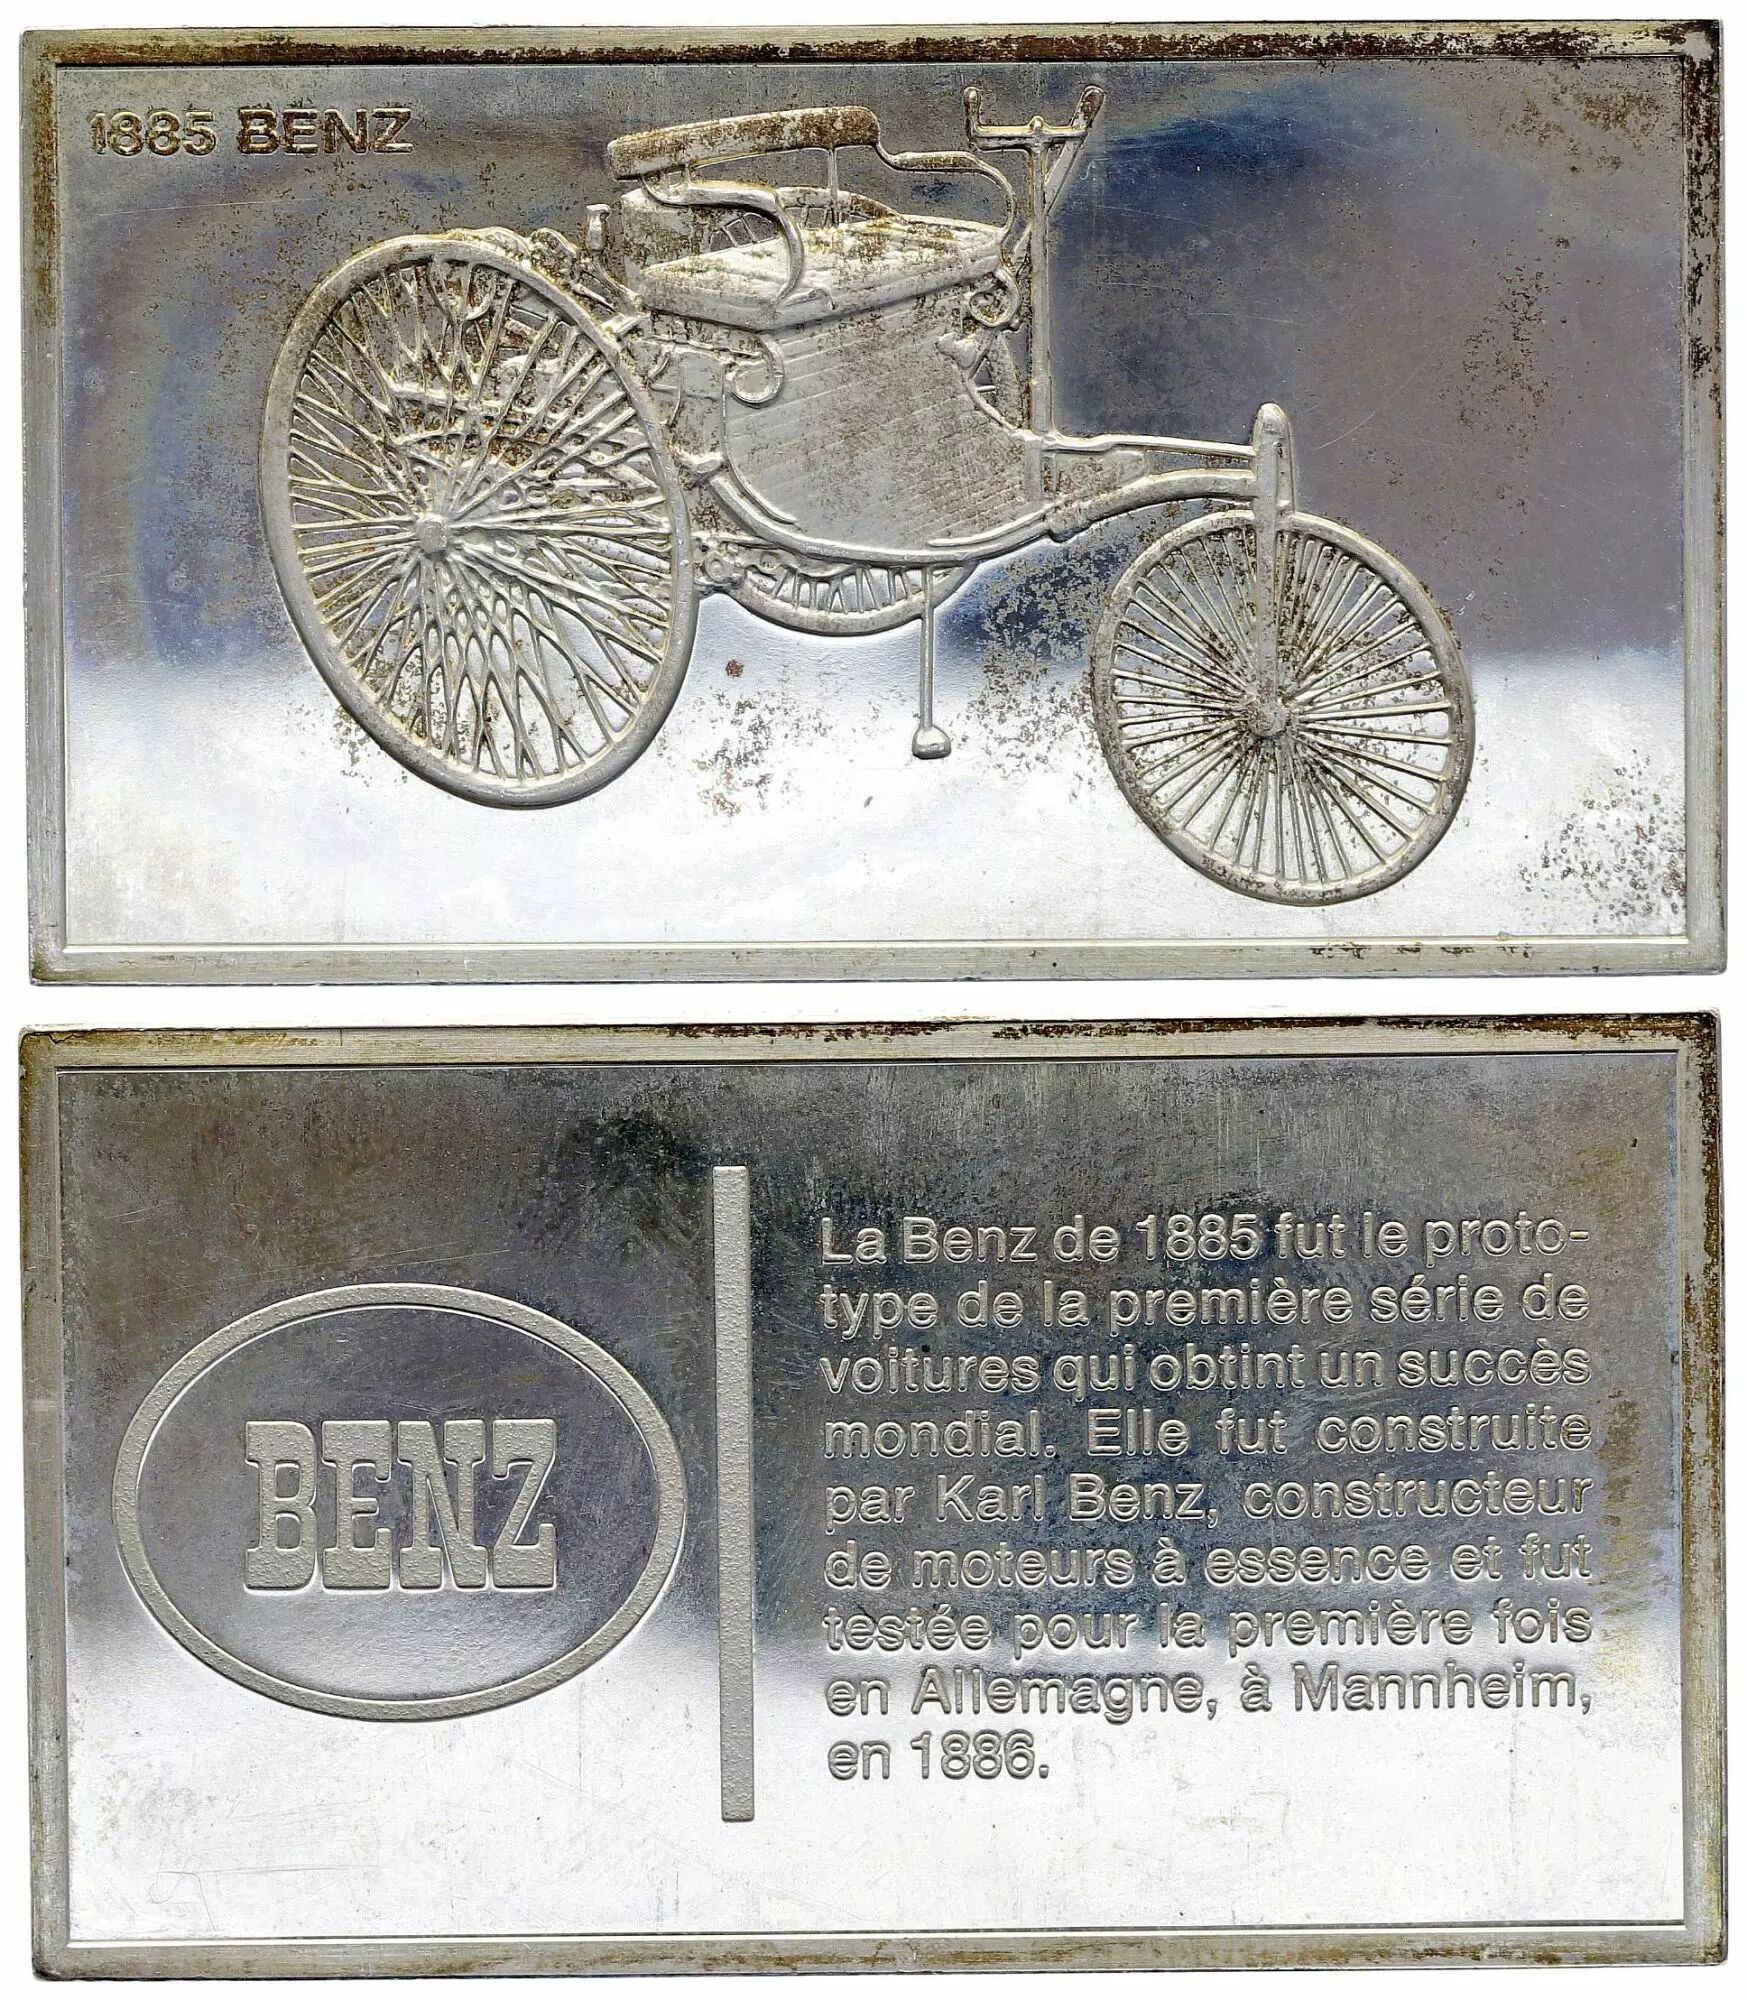 1885 BENZ
BENZ
La Benz de 1885 fut le proto-
type de la première série de
voitures qui obtint un succès
mondial. Elle fut construite
par Karl Benz, constructeur
de moteurs à essence et fut
testée pour la première fois
en Allemagne, à Mannheim,
en 1886.